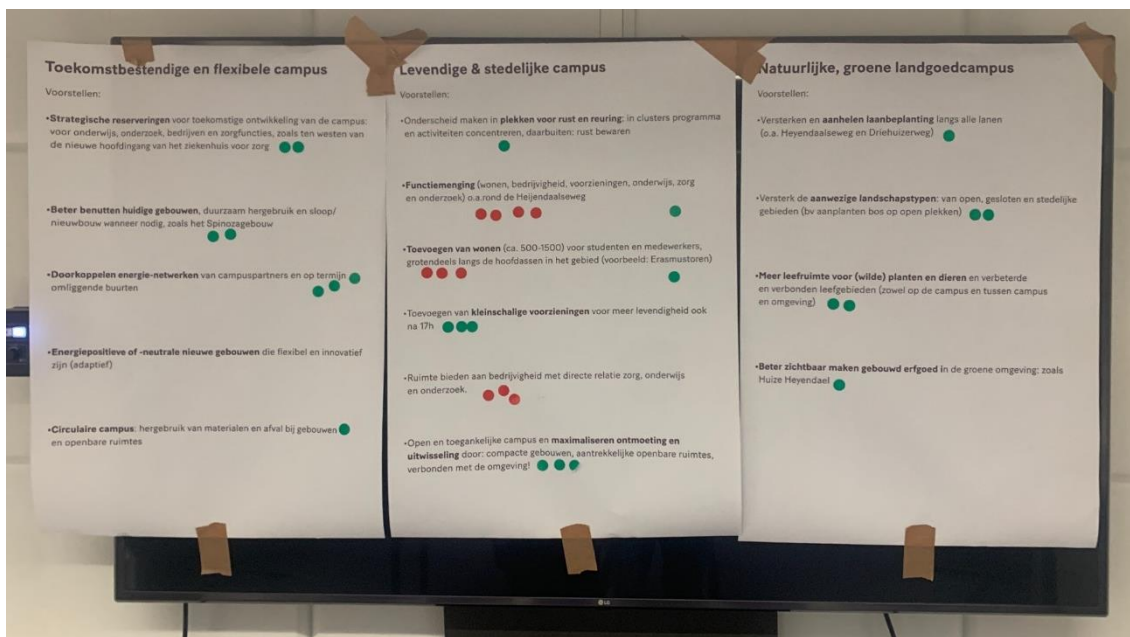 Toekomstbestendige en flexibele campus
Voorstellen:
•Strategische reserveringen voor toekomstige ontwikkeling van de campus:
voor onderwijs, onderzoek, bedrijven en zorgfuncties, zoals ten westen van
de nieuwe hoofdingang van het ziekenhuis voor zorg
•Beter benutten huidige gebouwen, duurzaam hergebruik en sloop/
nieuwbouw wanneer nodig, zoals het Spinozagebouw
•Doorkoppelen energie-netwerken van campuspartners en op termijn
omliggende buurten
•Energiepositieve of -neutrale nieuwe gebouwen die flexibel en innovatief
zijn (adaptief)
•Circulaire campus: hergebruik van materialen en afval bij gebouwen
en openbare ruimtes
Levendige & stedelijke campus
Voorstellen:
•Onderscheid maken in plekken voor rust en reuring: in clusters programma
en activiteiten concentreren, daarbuiten: rust bewaren
•Functiemenging (wonen, bedrijvigheid, voorzieningen, onderwijs, zorg
en onderzoek) o.a.rond de Heijendaalseweg
•Toevoegen van wonen (ca. 500-1500) voor studenten en medewerkers,
grotendeels langs de hoofdassen in het gebied (voorbeeld: Erasmustoren)
•Toevoegen van kleinschalige voorzieningen voor meer levendigheid ook
na 17h
•Ruimte bieden aan bedrijvigheid met directe relatie zorg, onderwijs
en onderzoek.
•Open en toegankelijke campus en maximaliseren ontmoeting en
uitwisseling door: compacte gebouwen, aantrekkelijke openbare ruimtes,
verbonden met de omgeving!
Natuurlijke, groene landgoedcampus
Voorstellen:
•Versterken en aanhelen laanbeplanting langs alle lanen
(o.a. Heyendaalseweg en Driehuizerweg)
•Versterk de aanwezige landschapstypen: van open, gesloten en stedelijke
gebieden (bv aanplanten bos op open plekken)
•Meer leefruimte voor (wilde) planten en dieren en verbeterde
en verbonden leefgebieden (zowel op de campus en tussen campus
en omgeving)
•Beter zichtbaar maken gebouwd erfgoed in de groene omgeving: zoals
Huize Heyendael
LG